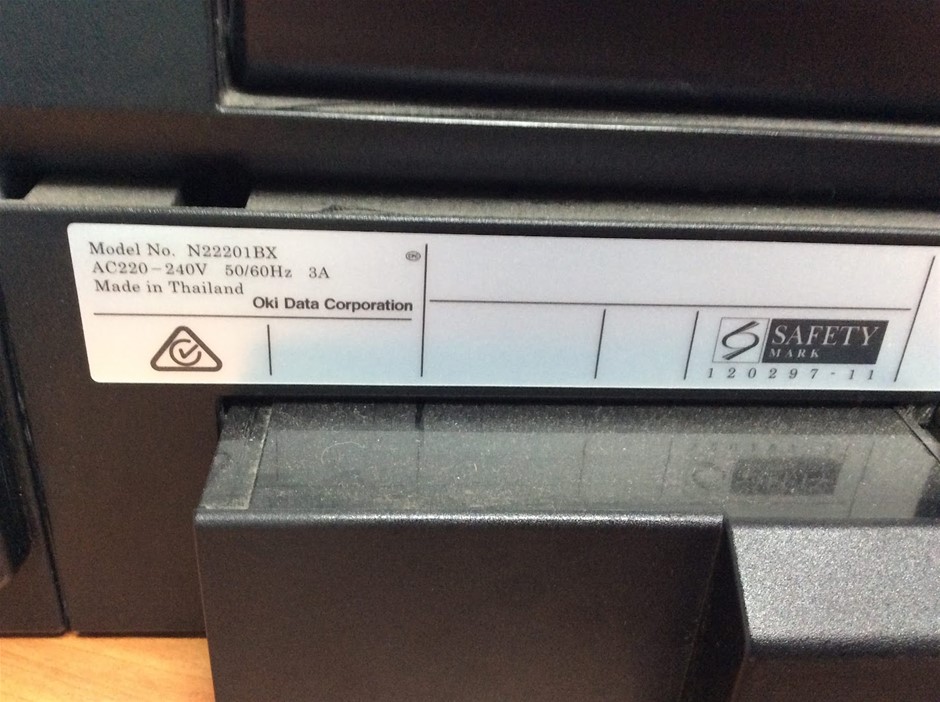 Model No. N22201BX
AC220-240V 50/60Hz 3A
Made in Thailand
Oki Data Corporation
SAFETY
MARK
120297-11